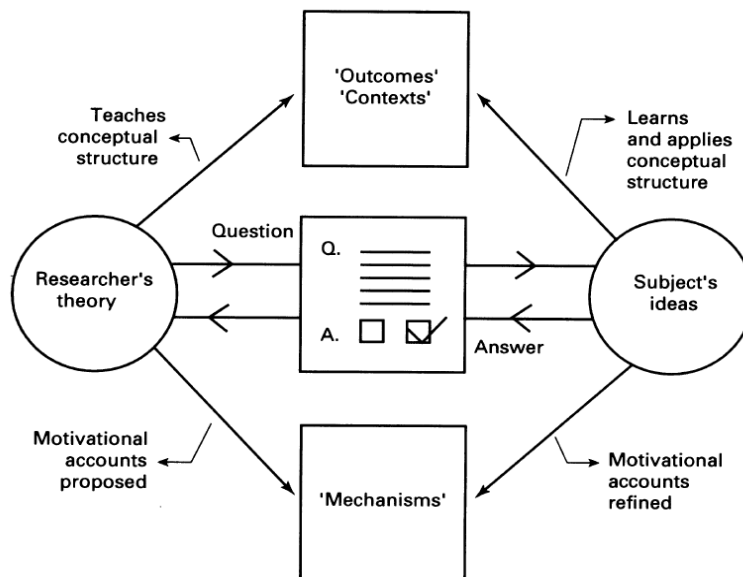 'Outcomes'
'Contexts'
Teaches
conceptual
structure
Learns
and applies
conceptual
structure
Question
Researcher's
theory
Q.
A.
Subject's
ideas
Answer
Motivational
accounts
proposed
'Mechanisms'
Motivational
accounts
refined